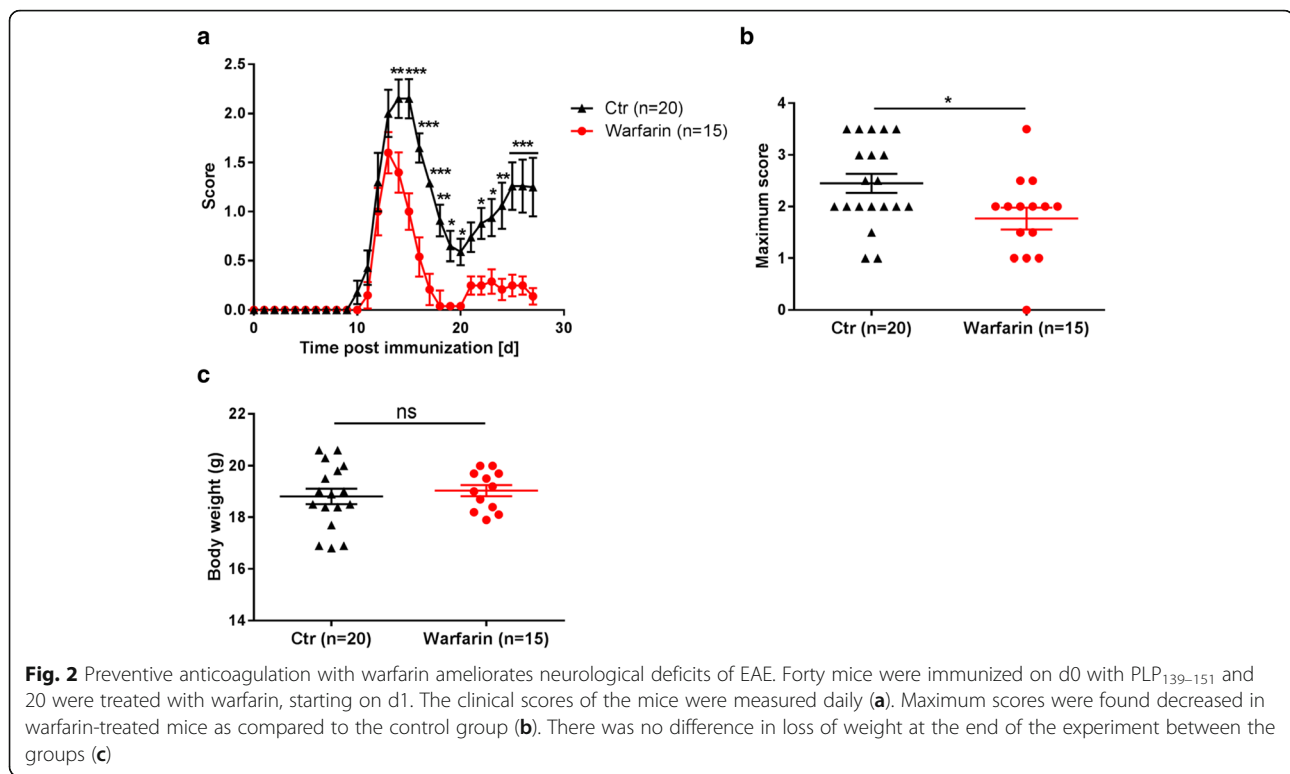 a
2.5
2.0
1.5
1.0
0.5
0.0
Score
0
10
20
30
Time post immunization [d]
** ***
***
***
**
*
*
*
*
**
***
Ctr (n=20)
Warfarin (n=15)
b
4
3
2
1
0
Maximum score
*
Ctr (n=20)
Warfarin (n=15)
c
22
20
18
16
14
Body weight (g)
ns
Ctr (n=20)
Warfarin (n=15)
Fig. 2 Preventive anticoagulation with warfarin ameliorates neurological deficits of EAE. Forty mice were immunized on d0 with PLP139–151 and
20 were treated with warfarin, starting on d1. The clinical scores of the mice were measured daily (a). Maximum scores were found decreased in
warfarin-treated mice as compared to the control group (b). There was no difference in loss of weight at the end of the experiment between the
groups (c)